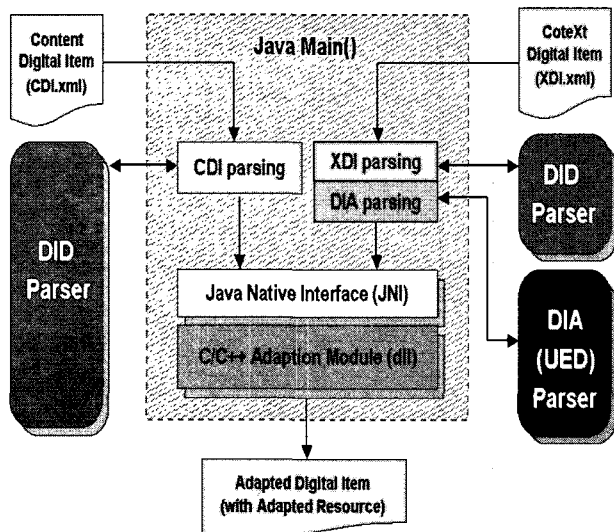 Content
Digital Item
(CDI.xml)
Java Main()
CoteXt
Digital Item
(XDI.xml)
CDI parsing
XDI parsing
DIA parsing
DID
Parser
DID
Parser
DIA
(UED)
Parser
Java Native Interface (JNI)
C/C++ Adaption Module (dll)
Adapted Digital Item
(with Adapted Resource)